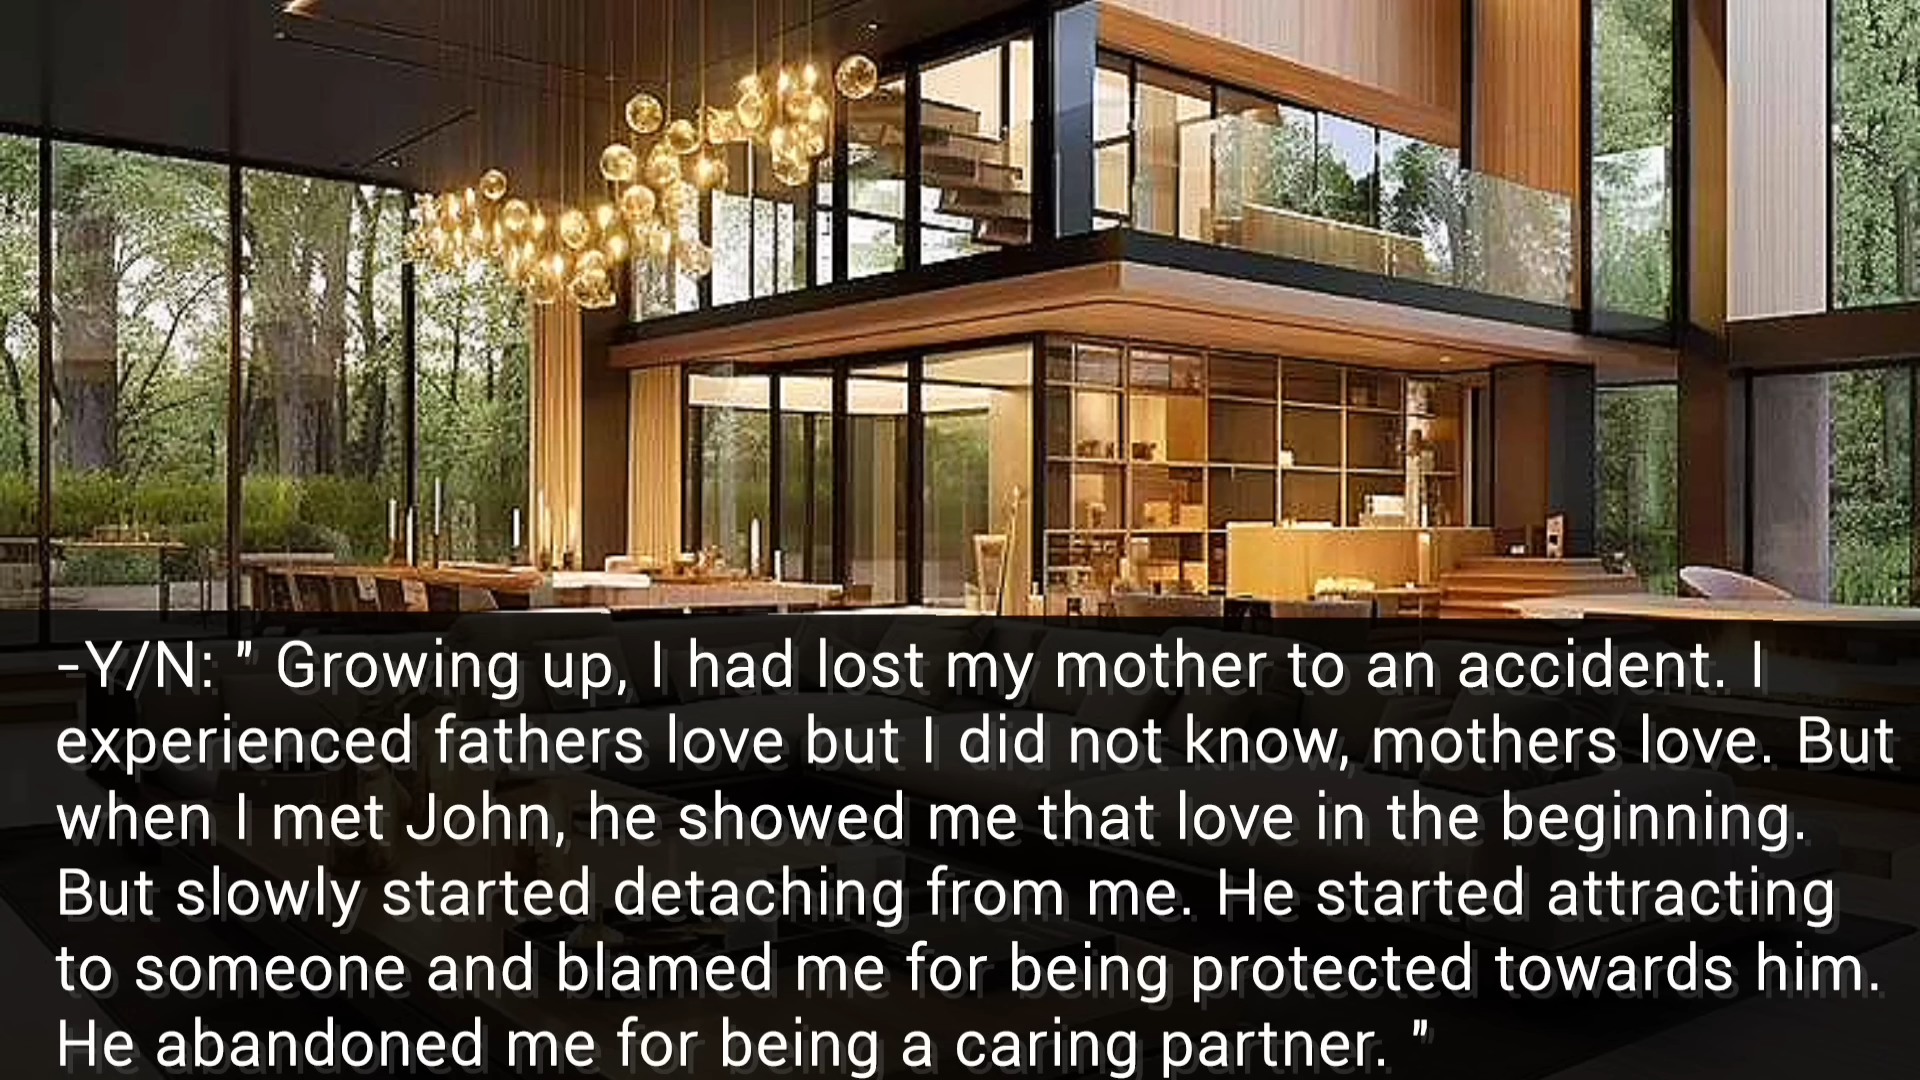 -Y/N: " Growing up, I had lost my mother to an accident. I
experienced fathers love but I did not know, mothers love. But
when I met John, he showed me that love in the beginning.
But slowly started detaching from me. He started attracting
to someone and blamed me for being protected towards him.
He abandoned me for being a caring partner. "